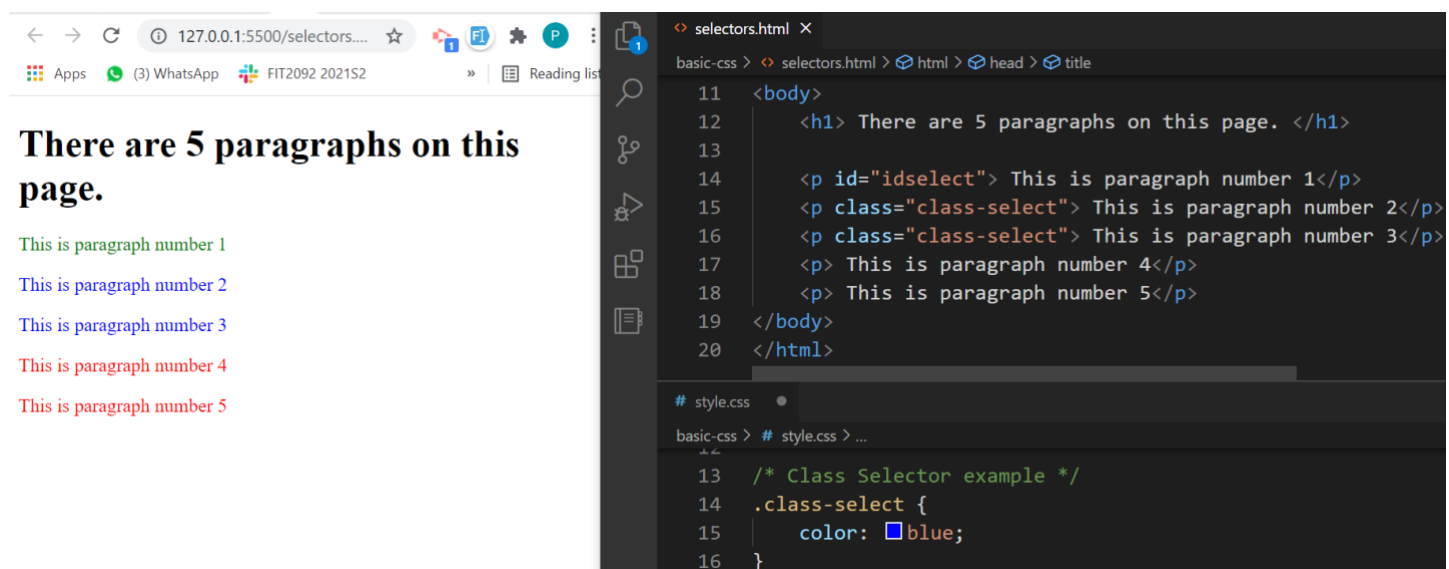 127.0.0.1:5500/selectors.... 1 P
Apps (3) WhatsApp FIT2092 2021S2 » Reading list
There are 5 paragraphs on this
page.
This is paragraph number 1
This is paragraph number 2
This is paragraph number 3
This is paragraph number 4
This is paragraph number 5
1
<> selectors.html ×
basic-css > <> selectors.html > html > head > title
11 <body>
12 <h1> There are 5 paragraphs on this page. </h1>
13
14 <p id="idselect"> This is paragraph number 1</p>
15 <p class="class-select"> This is paragraph number 2</p>
16 <p class="class-select"> This is paragraph number 3</p>
17 <p> This is paragraph number 4</p>
18 <p> This is paragraph number 5</p>
19 </body>
20 </html>
# style.css ●
basic-css > # style.css > ...
12
13 /* Class Selector example */
14 .class-select {
15 color: blue;
16 }